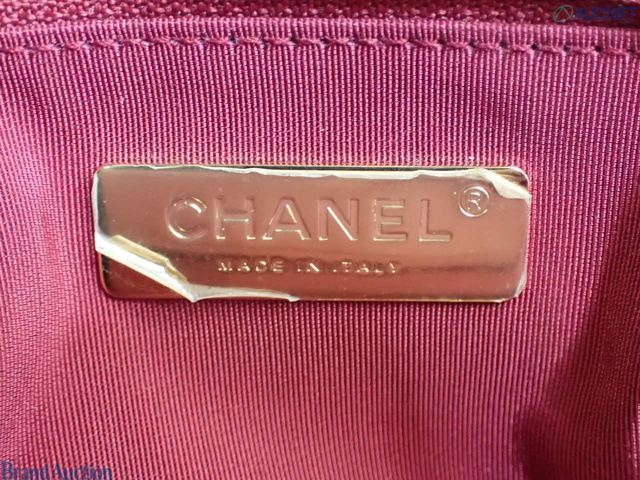 CHANEL®
MADE IN ITALY
Brand Auction